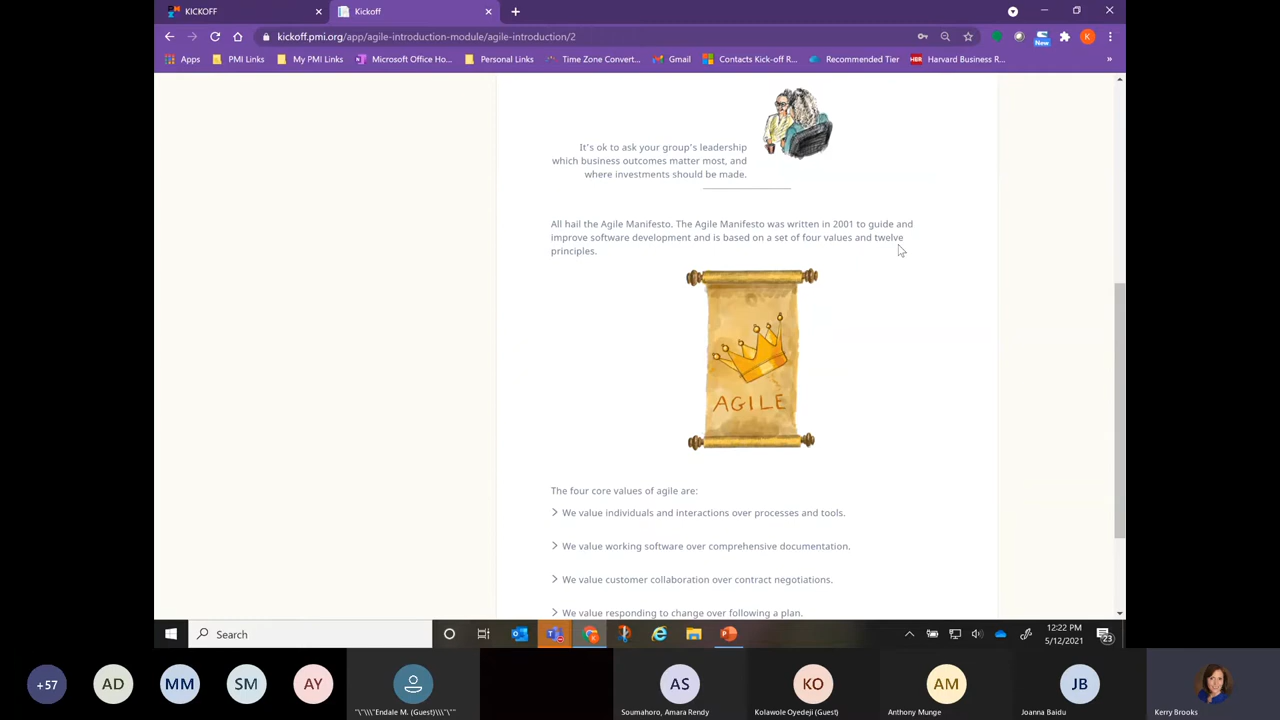 KICKOFF
Kickoff
kickoff.pmi.org/app/agile-introduction-module/agile-introduction/2
New
K
Apps
PMI Links
My PMI Links
Microsoft Office Ho...
Personal Links
Time Zone Convert...
Gmail
Contacts Kick-off R...
Recommended Tier
HBR
Harvard Business R...
»
It's ok to ask your group's leadership
which business outcomes matter most, and
where investments should be made.
All hail the Agile Manifesto. The Agile Manifesto was written in 2001 to guide and
improve software development and is based on a set of four values and twelve
principles.
AGILE
The four core values of agile are:
> We value individuals and interactions over processes and tools.
> We value working software over comprehensive documentation.
> We value customer collaboration over contract negotiations.
> We value responding to change over following a plan.
Search
12:22 PM
5/12/2021
23
+57
AD
MM
SM
AY
AS
KO
AM
JB
"\"\\\"Endale M. (Guest)\\\"\""
Soumahoro, Amara Rendy
Kolawole Oyedeji (Guest)
Anthony Munge
Joanna Baidu
Kerry Brooks